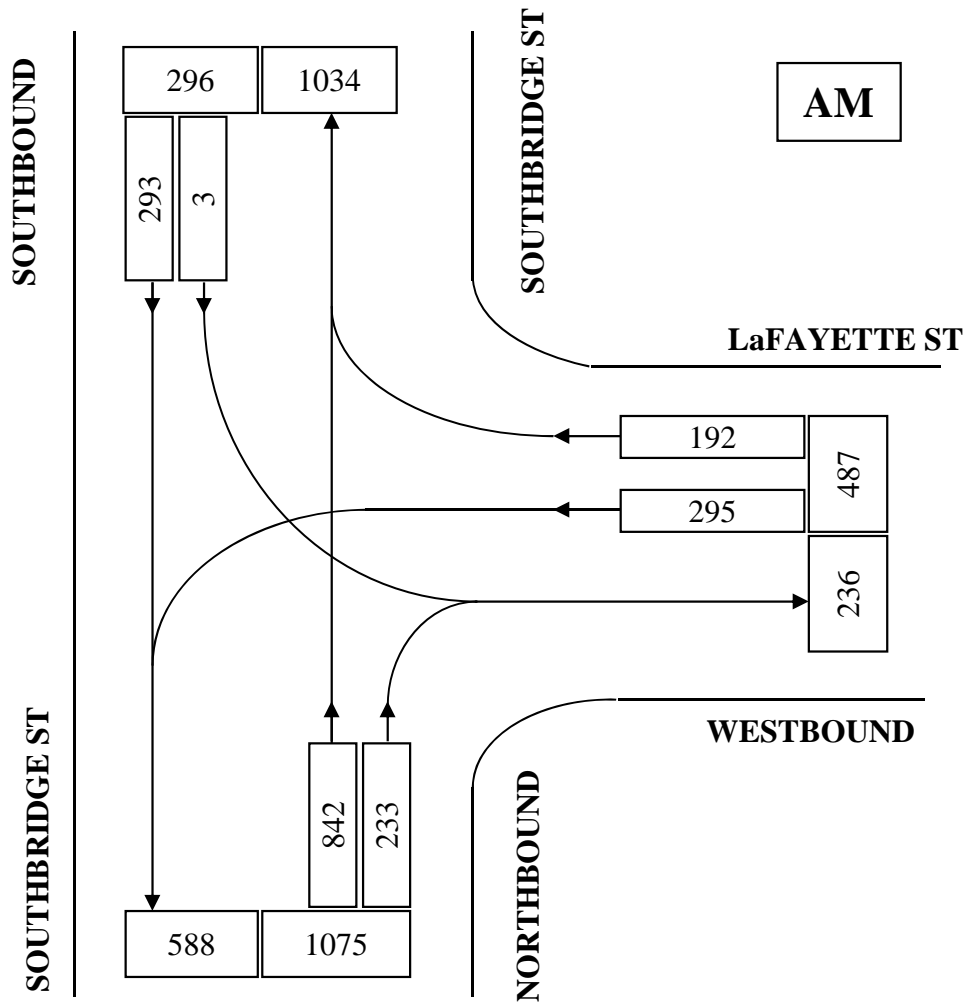 SOUTHBOUND
296
1034
SOUTHBRIDGE ST
AM
293
3
LaFAYETTE ST
192
487
295
236
WESTBOUND
SOUTHBRIDGE ST
842
233
NORTHBOUND
588
1075